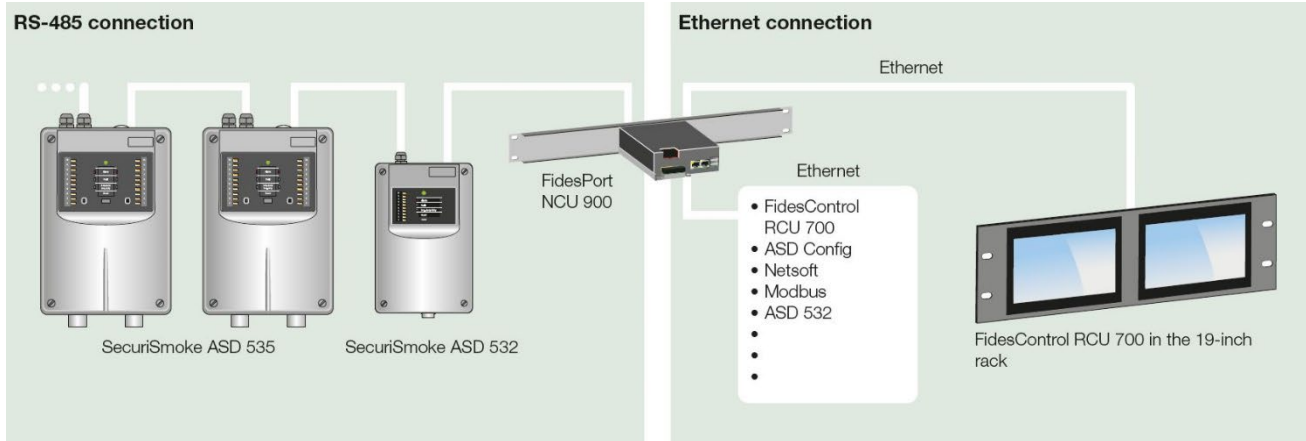 RS-485 connection
Ethernet connection
Ethernet
FidesPort
NCU 900
Ethernet
• FidesControl
RCU 700
• ASD Config
• Netsoft
• Modbus
• ASD 532
•
•
•
SecuriSmoke ASD 535
SecuriSmoke ASD 532
FidesControl RCU 700 in the 19-inch
rack